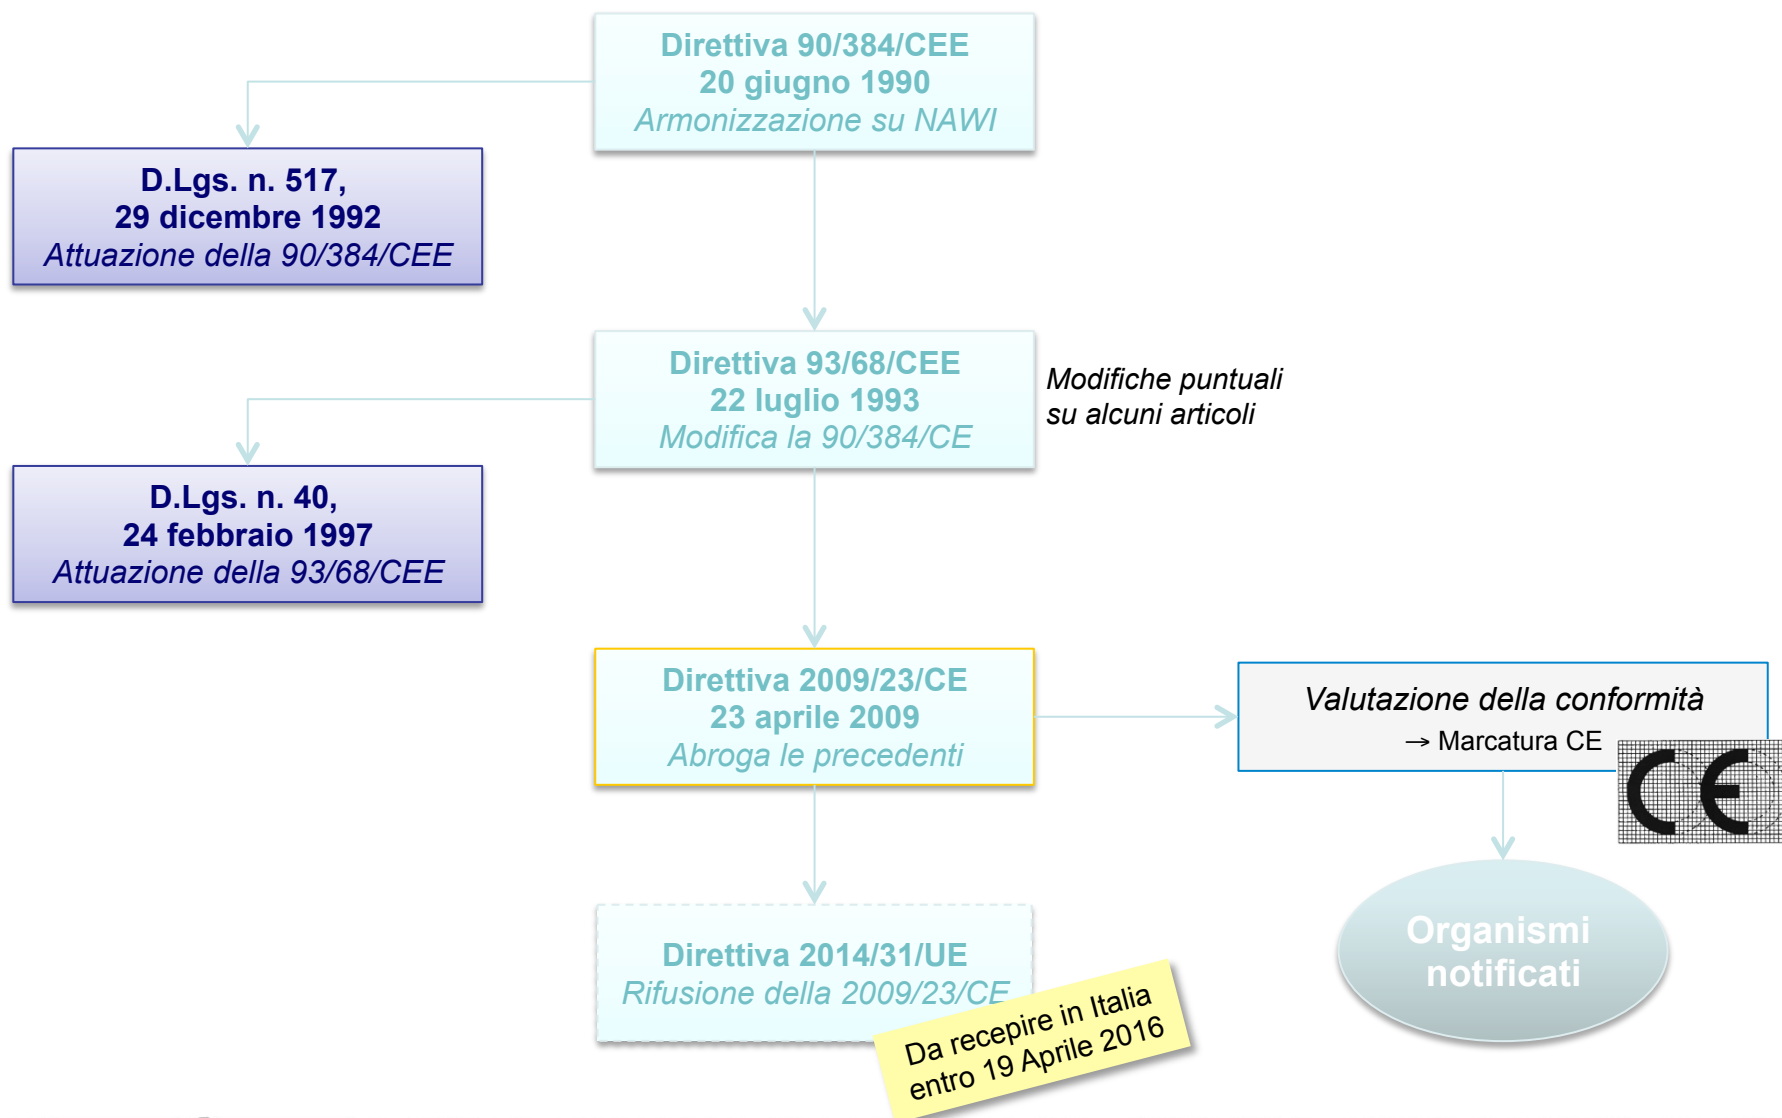 Direttiva 90/384/CEE
20 giugno 1990
Armonizzazione su NAWI
D.Lgs. n. 517,
29 dicembre 1992
Attuazione della 90/384/CEE
Direttiva 93/68/CEE
22 luglio 1993
Modifica la 90/384/CE
Modifiche puntuali
su alcuni articoli
D.Lgs. n. 40,
24 febbraio 1997
Attuazione della 93/68/CEE
Direttiva 2009/23/CE
23 aprile 2009
Abroga le precedenti
Valutazione della conformità
→ Marcatura CE
CE
Organismi
notificati
Direttiva 2014/31/UE
Rifusione della 2009/23/CE
Da recepire in Italia
entro 19 Aprile 2016